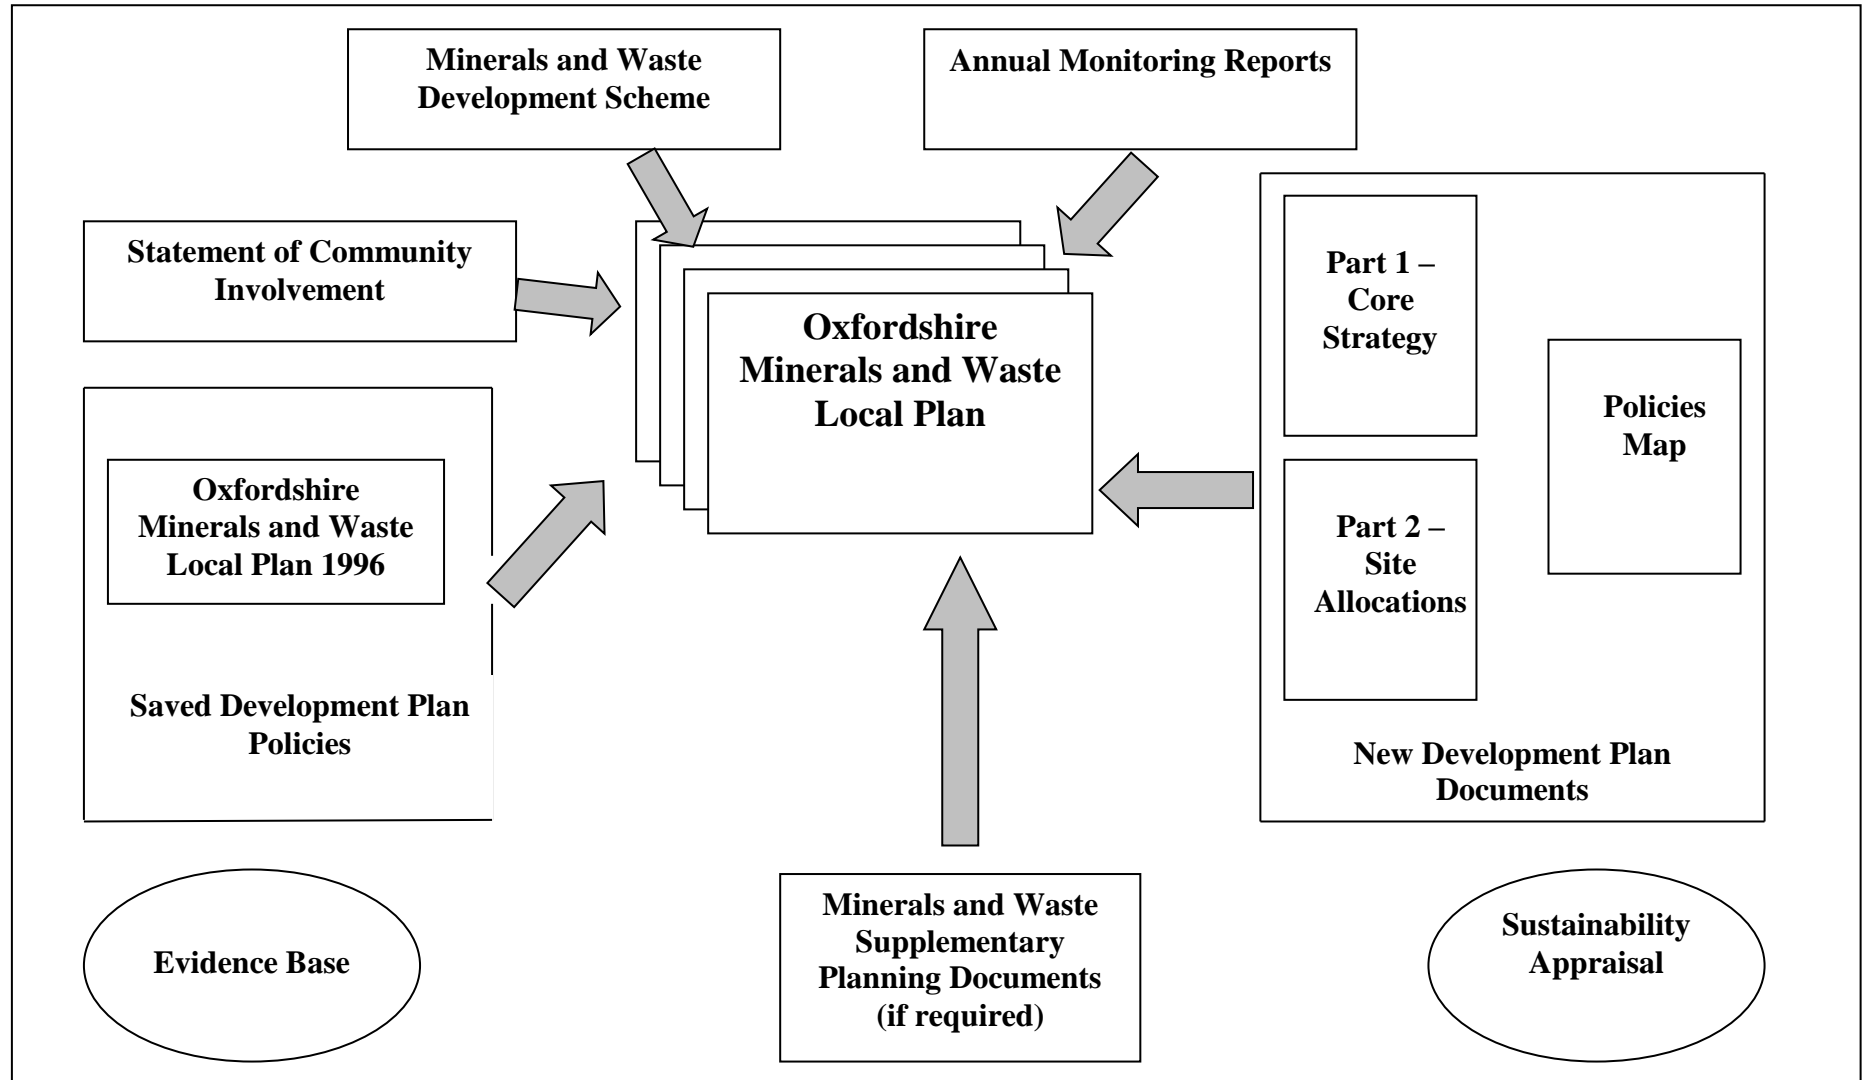 Minerals and Waste
Development Scheme
Annual Monitoring Reports
Statement of Community
Involvement
Oxfordshire
Minerals and Waste
Local Plan
Part 1 –
Core
Strategy
Policies
Map
Oxfordshire
Minerals and Waste
Local Plan 1996
Part 2 –
Site
Allocations
Saved Development Plan
Policies
New Development Plan
Documents
Evidence Base
Minerals and Waste
Supplementary
Planning Documents
(if required)
Sustainability
Appraisal